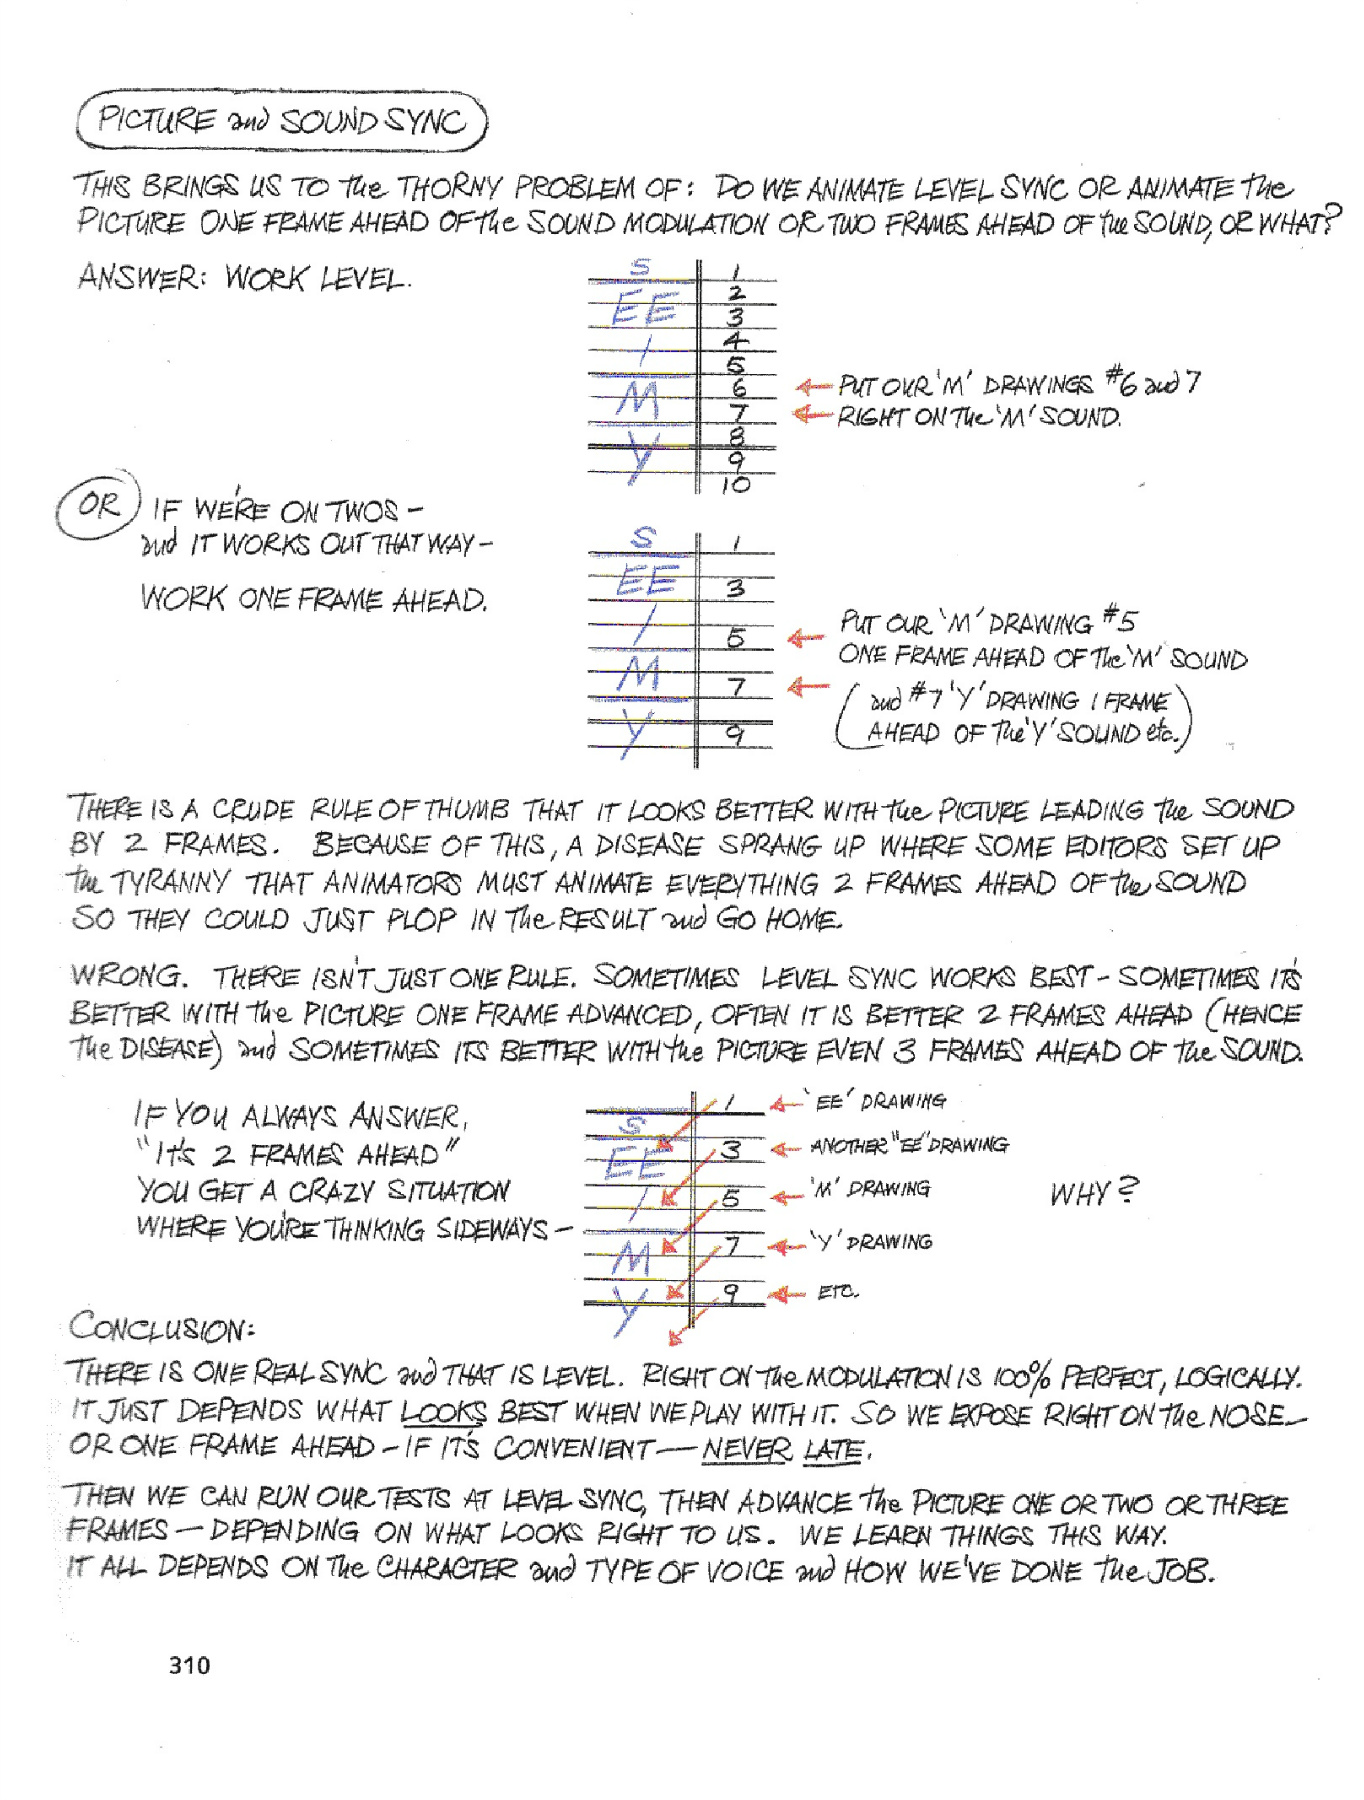 PICTURE and SOUND SYNC
THIS BRINGS US TO the THORNY PROBLEM OF: DO WE ANIMATE LEVEL SYNC OR ANIMATE the
PICTURE ONE FRAME AHEAD OF the SOUND MODULATION OR TWO FRAMES AHEAD OF the SOUND, OR WHAT?
ANSWER: WORK LEVEL.
S 1
2
EE 3
4
I 5
6 ← PUT OUR 'M' DRAWINGS #6 and 7
M 7 ← RIGHT ON The 'M' SOUND.
8
Y 9
10
OR IF WE'RE ON TWOS -
and IT WORKS OUT THAT WAY -
WORK ONE FRAME AHEAD.
S 1
EE 3
I 5 ← PUT OUR 'M' DRAWING #5
ONE FRAME AHEAD OF The 'M' SOUND
M 7 ← (and #7 'Y' DRAWING 1 FRAME
AHEAD OF The 'Y' SOUND etc.)
Y 9
THERE IS A CRUDE RULE OF THUMB THAT IT LOOKS BETTER WITH the PICTURE LEADING the SOUND
BY 2 FRAMES. BECAUSE OF THIS, A DISEASE SPRANG UP WHERE SOME EDITORS SET UP
the TYRANNY THAT ANIMATORS MUST ANIMATE EVERYTHING 2 FRAMES AHEAD OF the SOUND
SO THEY COULD JUST PLOP IN The RESULT and GO HOME.
WRONG. THERE ISN'T JUST ONE RULE. SOMETIMES LEVEL SYNC WORKS BEST - SOMETIMES IT'S
BETTER WITH the PICTURE ONE FRAME ADVANCED, OFTEN IT IS BETTER 2 FRAMES AHEAD (HENCE
the DISEASE) and SOMETIMES ITS BETTER WITH the PICTURE EVEN 3 FRAMES AHEAD OF the SOUND.
IF YOU ALWAYS ANSWER,
"It's 2 FRAMES AHEAD"
YOU GET A CRAZY SITUATION
WHERE YOU'RE THINKING SIDEWAYS -
1 ← 'EE' DRAWING
S
EE 3 ← ANOTHER "EE" DRAWING
I 5 ← 'M' DRAWING
M 7 ← 'Y' DRAWING
Y 9 ← ETC.
WHY?
CONCLUSION:
THERE IS ONE REAL SYNC and THAT IS LEVEL. RIGHT ON The MODULATION IS 100% PERFECT, LOGICALLY.
IT JUST DEPENDS WHAT LOOKS BEST WHEN WE PLAY WITH IT. SO WE EXPOSE RIGHT ON The NOSE -
OR ONE FRAME AHEAD - IF IT'S CONVENIENT — NEVER LATE.
THEN WE CAN RUN OUR TESTS AT LEVEL SYNC, THEN ADVANCE the PICTURE ONE OR TWO OR THREE
FRAMES — DEPENDING ON WHAT LOOKS RIGHT TO US. WE LEARN THINGS THIS WAY.
IT ALL DEPENDS ON The CHARACTER and TYPE OF VOICE and HOW WE'VE DONE The JOB.
310